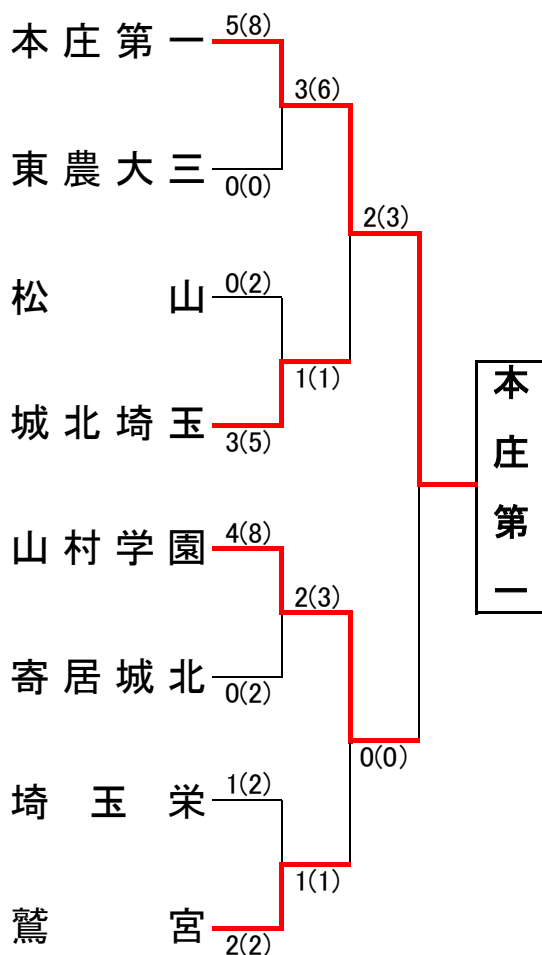 本庄第一
5(8)
3(6)
東農大三
0(0)
2(3)
松山
0(2)
1(1)
城北埼玉
3(5)
本庄第一
山村学園
4(8)
2(3)
寄居城北
0(2)
0(0)
埼玉栄
1(2)
1(1)
鷲宮
2(2)